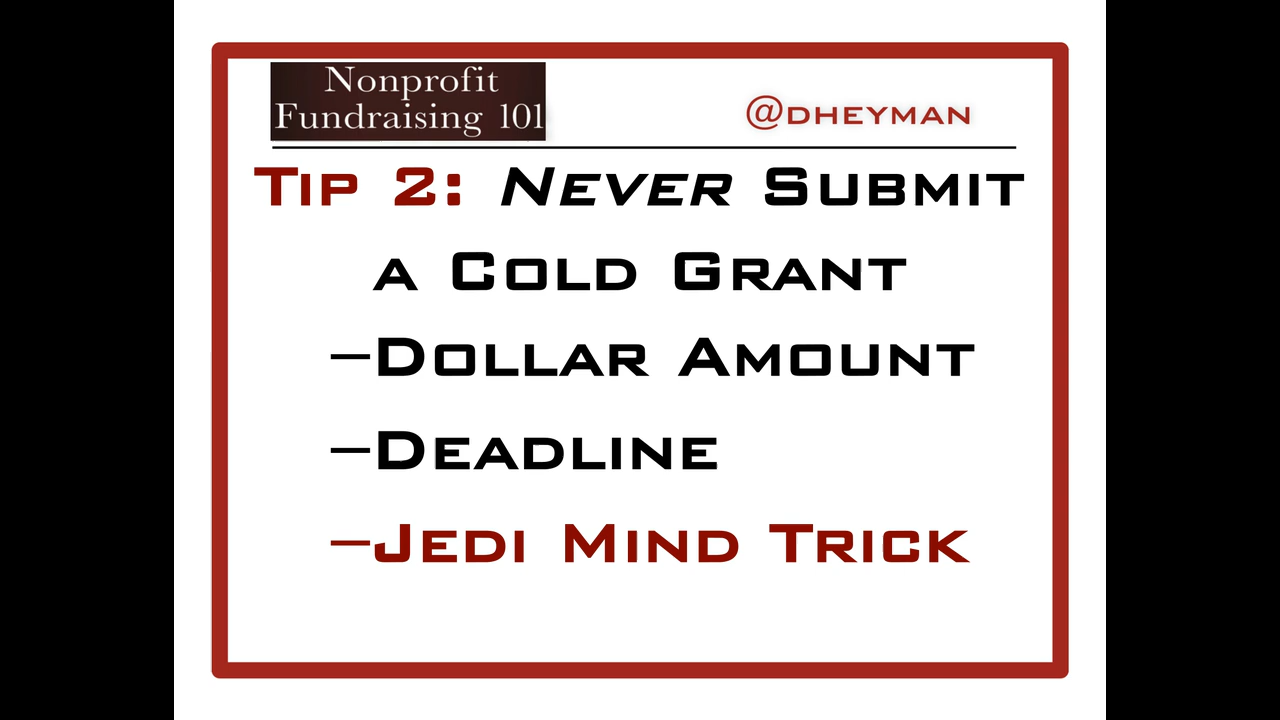 Nonprofit
Fundraising 101
@DHEYMAN
TIP 2: NEVER SUBMIT
A COLD GRANT
–DOLLAR AMOUNT
–DEADLINE
–JEDI MIND TRICK